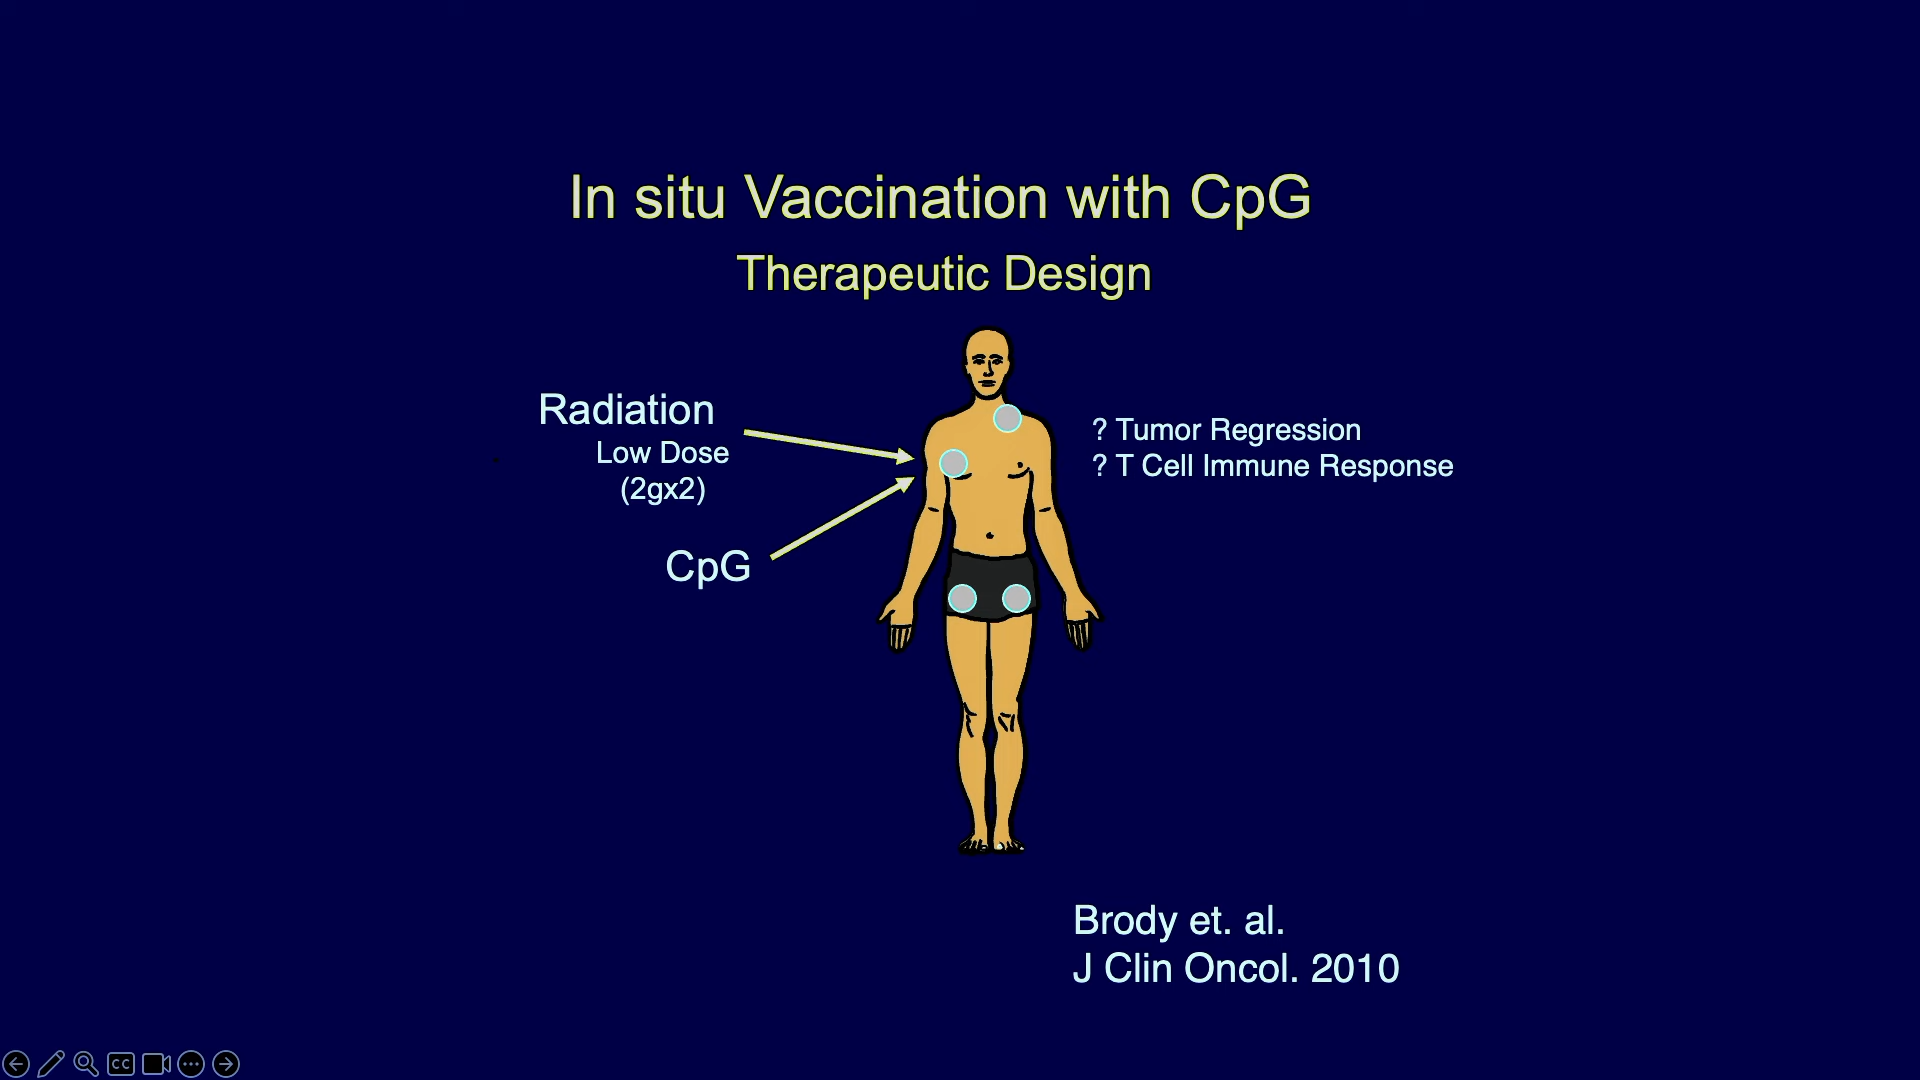 In situ Vaccination with CpG
Therapeutic Design
Radiation
Low Dose
(2gx2)
CpG
? Tumor Regression
? T Cell Immune Response
Brody et. al.
J Clin Oncol. 2010
CC